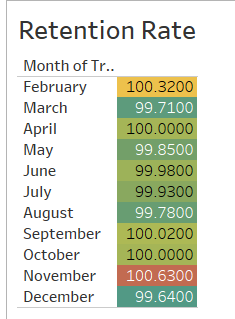 Retention Rate
Month of Tr..
February 100.3200
March 99.7100
April 100.0000
May 99.8500
June 99.9800
July 99.9300
August 99.7800
September 100.0200
October 100.0000
November 100.6300
December 99.6400